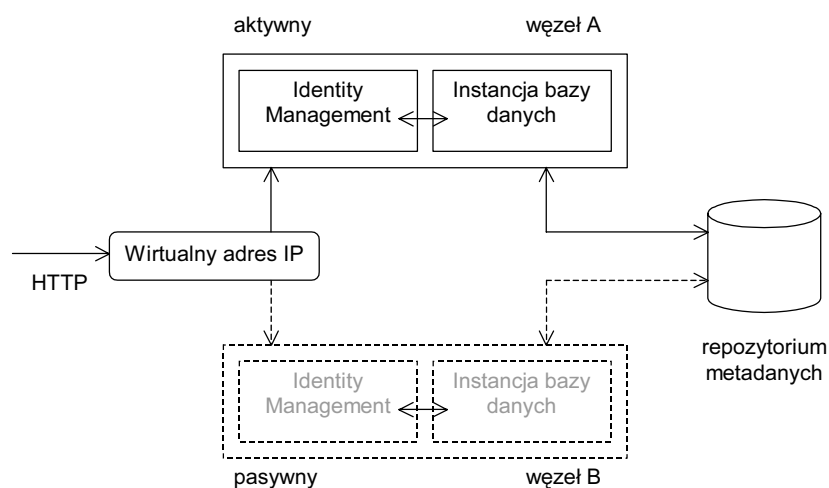 aktywny
węzeł A
Identity
Management
Instancja bazy
danych
Wirtualny adres IP
HTTP
repozytorium
metadanych
Identity
Management
Instancja bazy
danych
pasywny
węzeł B